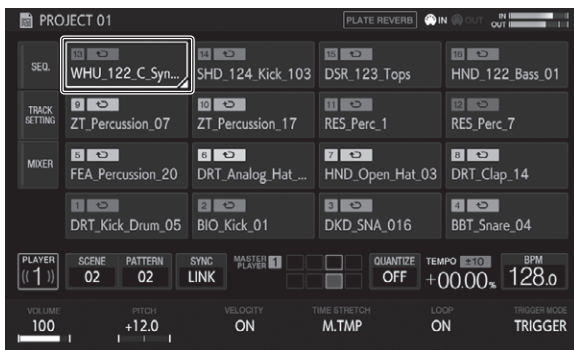 PROJECT 01 PLATE REVERB IN OUT IN OUT
SEQ. 13 14 15 16
WHU_122_C_Syn... SHD_124_Kick_103 DSR_123_Tops HND_122_Bass_01
TRACK SETTING 9 10 11 12
ZT_Percussion_07 ZT_Percussion_17 RES_Perc_1 RES_Perc_7
MIXER 5 6 7 8
FEA_Percussion_20 DRT_Analog_Hat_... HND_Open_Hat_03 DRT_Clap_14
1 2 3 4
DRT_Kick_Drum_05 BIO_Kick_01 DKD_SNA_016 BBT_Snare_04
PLAYER SCENE PATTERN SYNC MASTER PLAYER 1 QUANTIZE TEMPO ±10 BPM
1 02 02 LINK OFF +00.00% 128.0
VOLUME PITCH VELOCITY TIME STRETCH LOOP TRIGGER MODE
100 +12.0 ON M.TMP ON TRIGGER